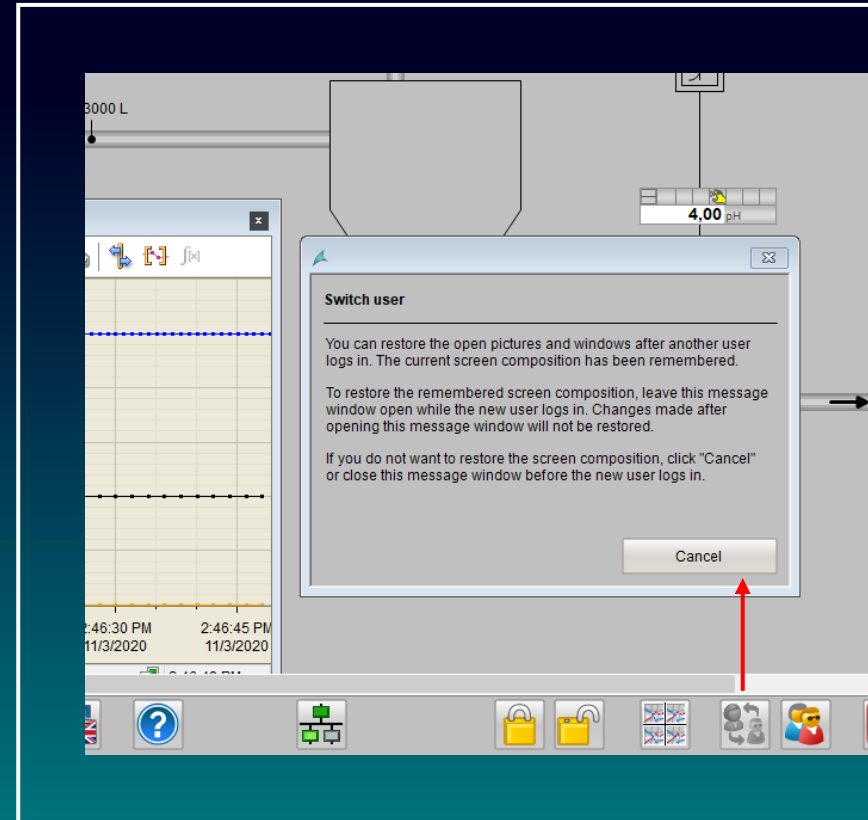 3000 L
4,00 pH
Switch user
You can restore the open pictures and windows after another user
logs in. The current screen composition has been remembered.
To restore the remembered screen composition, leave this message
window open while the new user logs in. Changes made after
opening this message window will not be restored.
If you do not want to restore the screen composition, click "Cancel"
or close this message window before the new user logs in.
Cancel
:46:30 PM 2:46:45 PM
11/3/2020 11/3/2020